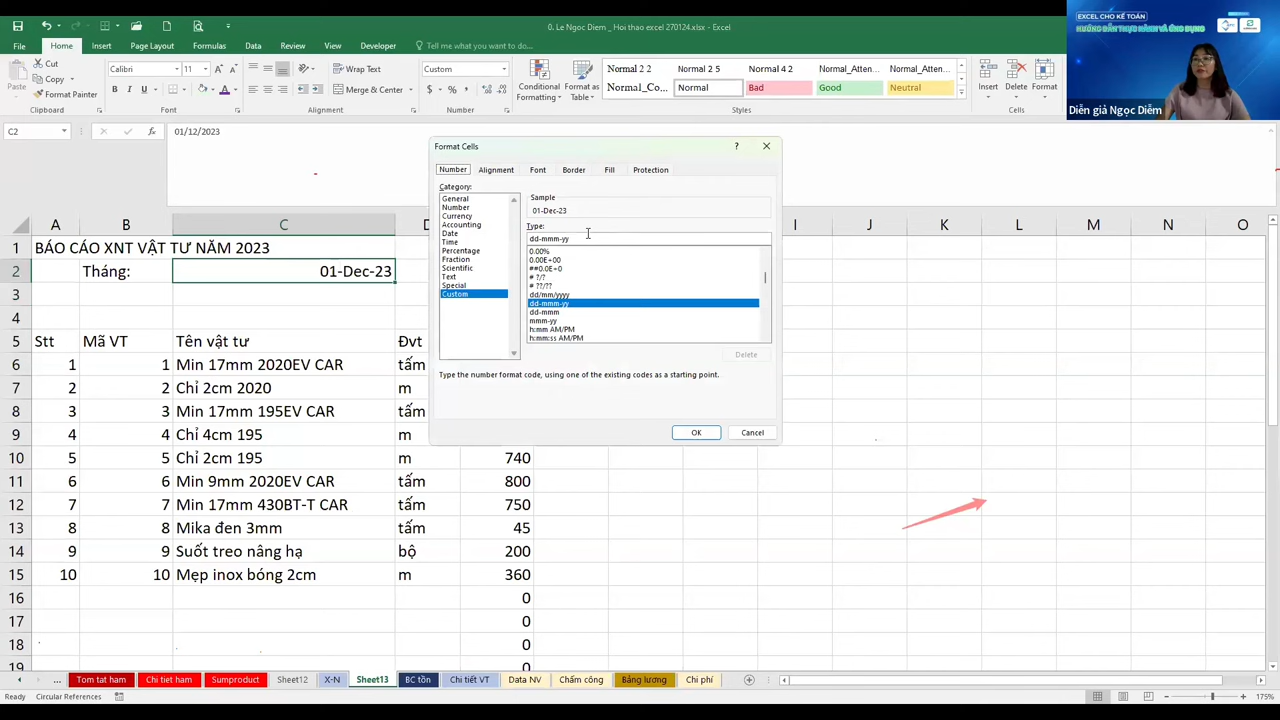 0. Le Ngoc Diem _ Hoi thao excel 270124.xlsx - Excel
File Home Insert Page Layout Formulas Data Review View Developer Tell me what you want to do...
Paste Cut Copy Format Painter Clipboard
Calibri 11 Font
Wrap Text Merge & Center Alignment
Custom Number
Conditional Formatting Format as Table
Normal 2 2 Normal 2 5 Normal 4 2 Normal_Atten... Normal_Atten...
Normal_Co... Normal Bad Good Neutral
Styles
Insert Delete Format Cells
EXCEL CHO KẾ TOÁN
HƯỚNG DẪN THỰC HÀNH VÀ ỨNG DỤNG
Diễn giả Ngọc Diễm
C2 fx 01/12/2023
Format Cells ?
Number Alignment Font Border Fill Protection
Category:
General
Number
Currency
Accounting
Date
Time
Percentage
Fraction
Scientific
Text
Special
Custom
Sample
01-Dec-23
Type:
dd-mmm-yy
0.00%
0.00E+00
##0.0E+0
# ?/?
# ??/??
dd/mm/yyyy
dd-mmm-yy
dd-mmm
mmm-yy
h:mm AM/PM
h:mm:ss AM/PM
Delete
Type the number format code, using one of the existing codes as a starting point.
OK Cancel
A B C D I J K L M N O
1 BÁO CÁO XNT VẬT TƯ NĂM 2023
2 Tháng: 01-Dec-23
3
4
5 Stt Mã VT Tên vật tư Đvt
6 1 1 Min 17mm 2020EV CAR tấm
7 2 2 Chỉ 2cm 2020 m
8 3 3 Min 17mm 195EV CAR tấm
9 4 4 Chỉ 4cm 195 m
10 5 5 Chỉ 2cm 195 m 740
11 6 6 Min 9mm 2020EV CAR tấm 800
12 7 7 Min 17mm 430BT-T CAR tấm 750
13 8 8 Mika đen 3mm tấm 45
14 9 9 Suốt treo nâng hạ bộ 200
15 10 10 Mẹp inox bóng 2cm m 360
16 0
17 0
18 0
19 0
... Tom tat ham Chi tiet ham Sumproduct Sheet12 X-N Sheet13 BC tồn Chi tiết VT Data NV Chấm công Bảng lương Chi phí
Ready Circular References 175%